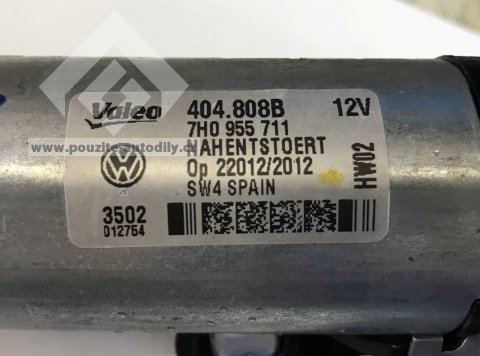 Valeo 404.808B 12V
7H0 955 711
www.pouzite-autodily.cz
NAHENTSTOERT
Op 22012/2012
SW4 SPAIN
HW02
3502
012754